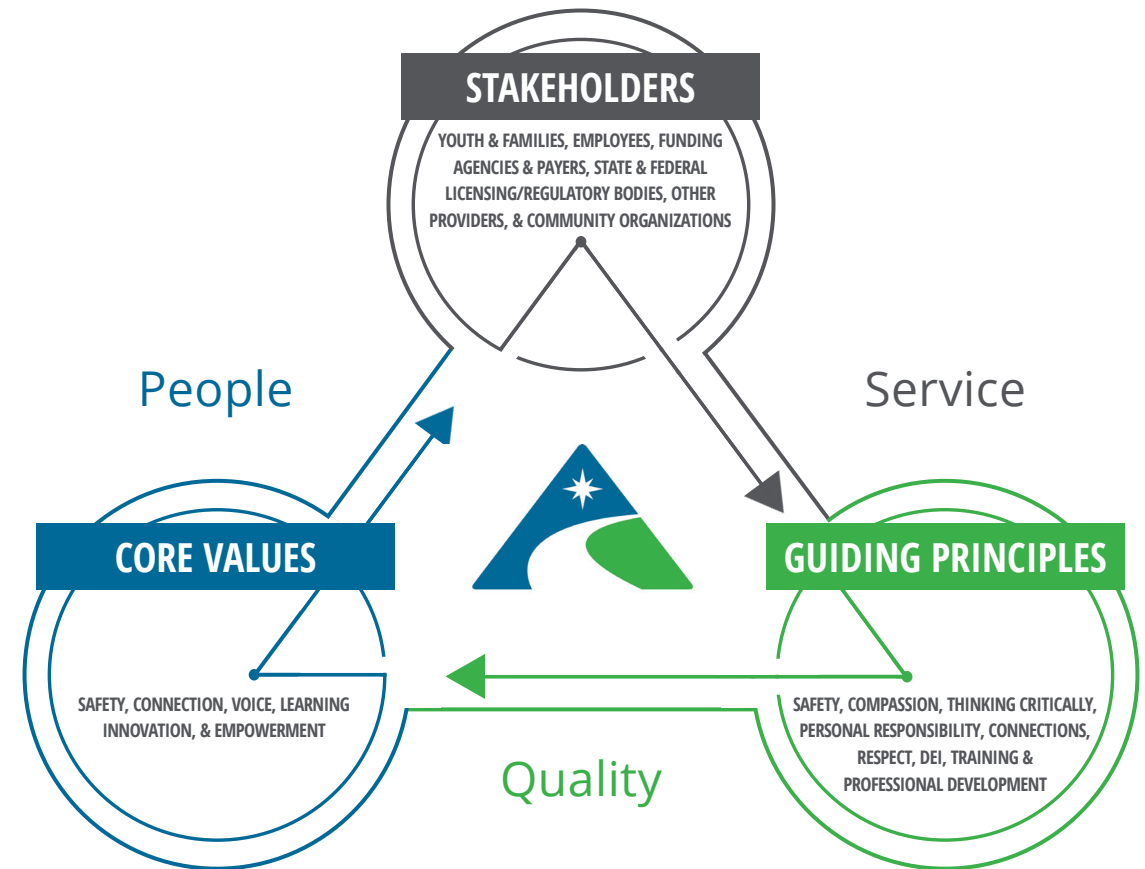 STAKEHOLDERS
YOUTH & FAMILIES, EMPLOYEES, FUNDING
AGENCIES & PAYERS, STATE & FEDERAL
LICENSING/REGULATORY BODIES, OTHER
PROVIDERS, & COMMUNITY ORGANIZATIONS
People
Service
CORE VALUES
SAFETY, CONNECTION, VOICE, LEARNING
INNOVATION, & EMPOWERMENT
GUIDING PRINCIPLES
SAFETY, COMPASSION, THINKING CRITICALLY,
PERSONAL RESPONSIBILITY, CONNECTIONS,
RESPECT, DEI, TRAINING &
PROFESSIONAL DEVELOPMENT
Quality